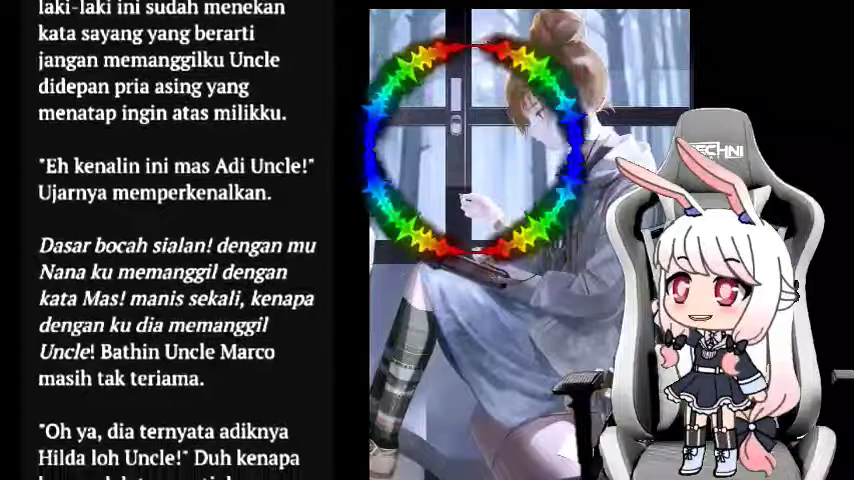 laki-laki ini sudah menekan
kata sayang yang berarti
jangan memanggilku Uncle
didepan pria asing yang
menatap ingin atas milikku.
"Eh kenalin ini mas Adi Uncle!"
Ujarnya memperkenalkan.
Dasar bocah sialan! dengan mu
Nana ku memanggil dengan
kata Mas! manis sekali, kenapa
dengan ku dia memanggil
Uncle! Bathin Uncle Marco
masih tak teriama.
"Oh ya, dia ternyata adiknya
Hilda loh Uncle!" Duh kenapa
TECHNI